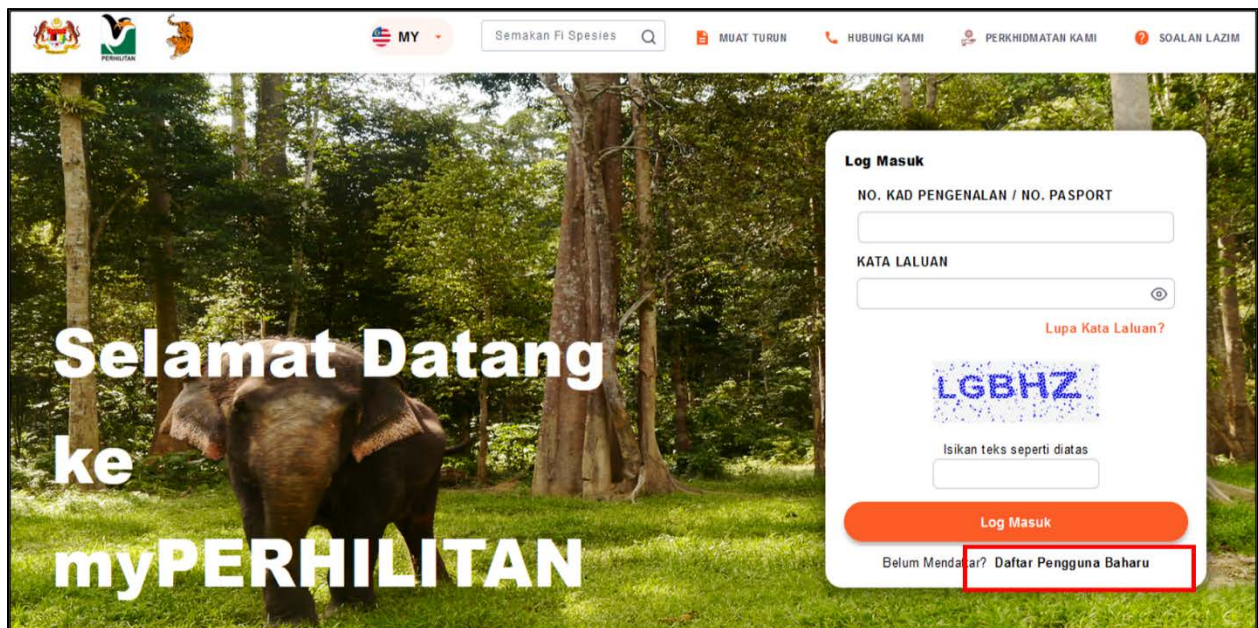 PERHILITAN
MY
Semakan Fi Spesies
MUAT TURUN
HUBUNGI KAMI
PERKHIDMATAN KAMI
SOALAN LAZIM
Selamat Datang
ke
myPERHILITAN
Log Masuk
NO. KAD PENGENALAN / NO. PASPORT
KATA LALUAN
Lupa Kata Laluan?
LGBHZ
Isikan teks seperti diatas
Log Masuk
Belum Mendaftar? Daftar Pengguna Baharu